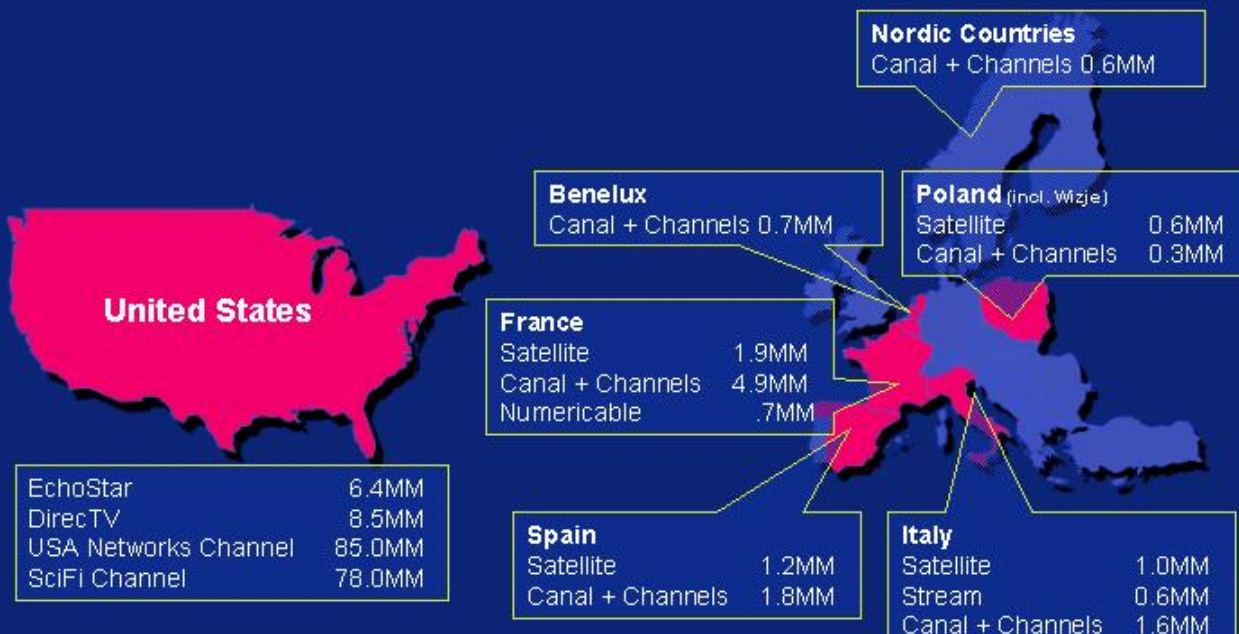 Nordic Countries
Canal + Channels 0.6MM
Benelux
Canal + Channels 0.7MM
Poland (incl. Wizje)
Satellite 0.6MM
Canal + Channels 0.3MM
United States
France
Satellite 1.9MM
Canal + Channels 4.9MM
Numericable .7MM
EchoStar 6.4MM
DirecTV 8.5MM
USA Networks Channel 85.0MM
SciFi Channel 78.0MM
Spain
Satellite 1.2MM
Canal + Channels 1.8MM
Italy
Satellite 1.0MM
Stream 0.6MM
Canal + Channels 1.6MM